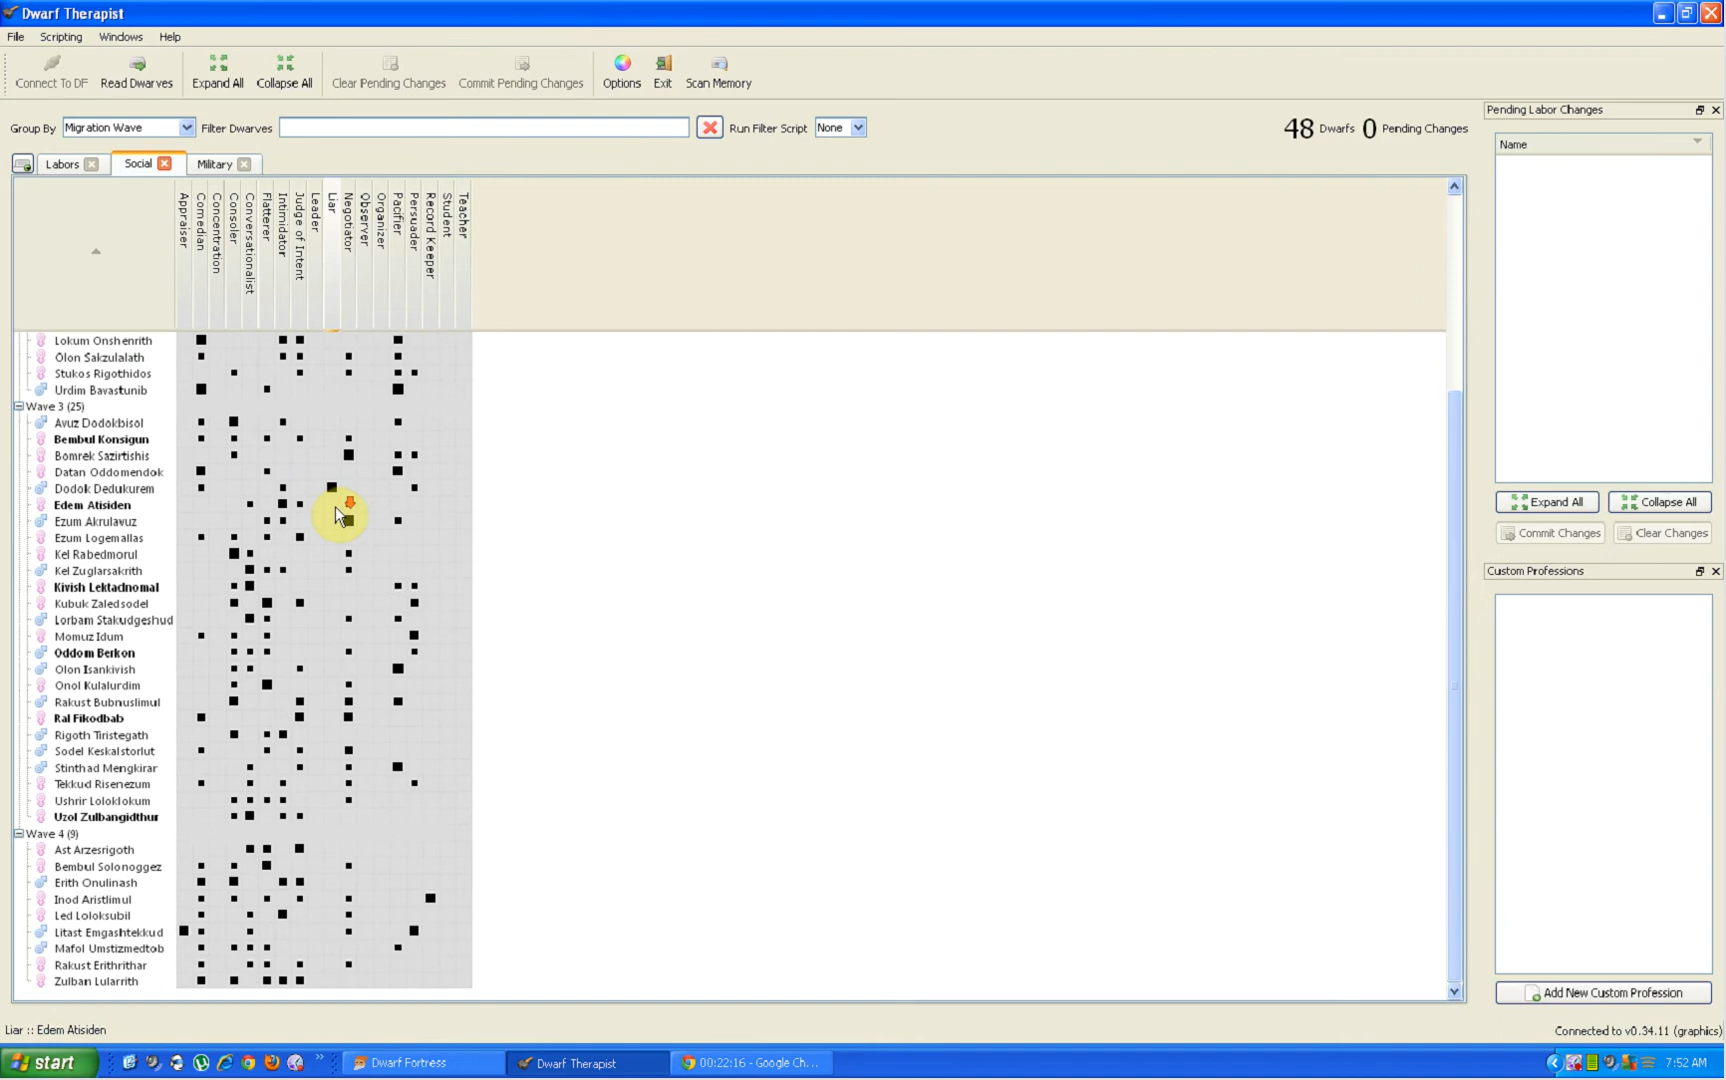 Dwarf Therapist
File Scripting Windows Help
Connect To DF Read Dwarves Expand All Collapse All Clear Pending Changes Commit Pending Changes Options Exit Scan Memory
Group By Migration Wave Filter Dwarves Run Filter Script None 48 Dwarfs 0 Pending Changes
Labors Social Military
Appraiser
Comedian
Concentration
Consoler
Conversationalist
Flatterer
Intimidator
Judge of Intent
Leader
Liar
Negotiator
Observer
Organizer
Pacifier
Persuader
Record Keeper
Student
Teacher
Lokum Onshenrith
Olon Sakzulalath
Stukos Rigothidos
Urdim Bavastunib
Wave 3 (25)
Avuz Dodokbisol
Bembul Konsigun
Bomrek Sazirtishis
Datan Oddomendok
Dodok Dedukurem
Edem Atisiden
Ezum Akrulavuz
Ezum Logemallas
Kel Rabedmorul
Kel Zuglarsakrith
Kivish Lektadnomal
Kubuk Zaledsodel
Lorbam Stakudgeshud
Momuz Idum
Oddom Berkon
Olon Isankivish
Onol Kulalurdim
Rakust Bubnuslimul
Ral Fikodbab
Rigoth Tiristegath
Sodel Keskalstorlut
Stinthad Mengkirar
Tekkud Risenezum
Ushrir Loloklokum
Uzol Zulbangidthur
Wave 4 (9)
Ast Arzesrigoth
Bembul Solonoggez
Erith Onulinash
Inod Aristlimul
Led Loloksubil
Litast Emgashtekkud
Mafol Umstizmedtob
Rakust Erithrithar
Zulban Lularrith
Pending Labor Changes
Name
Expand All Collapse All
Commit Changes Clear Changes
Custom Professions
Add New Custom Profession
Liar :: Edem Atisiden
Connected to v0.34.11 (graphics)
start Dwarf Fortress Dwarf Therapist 00:22:16 - Google Ch... 7:52 AM